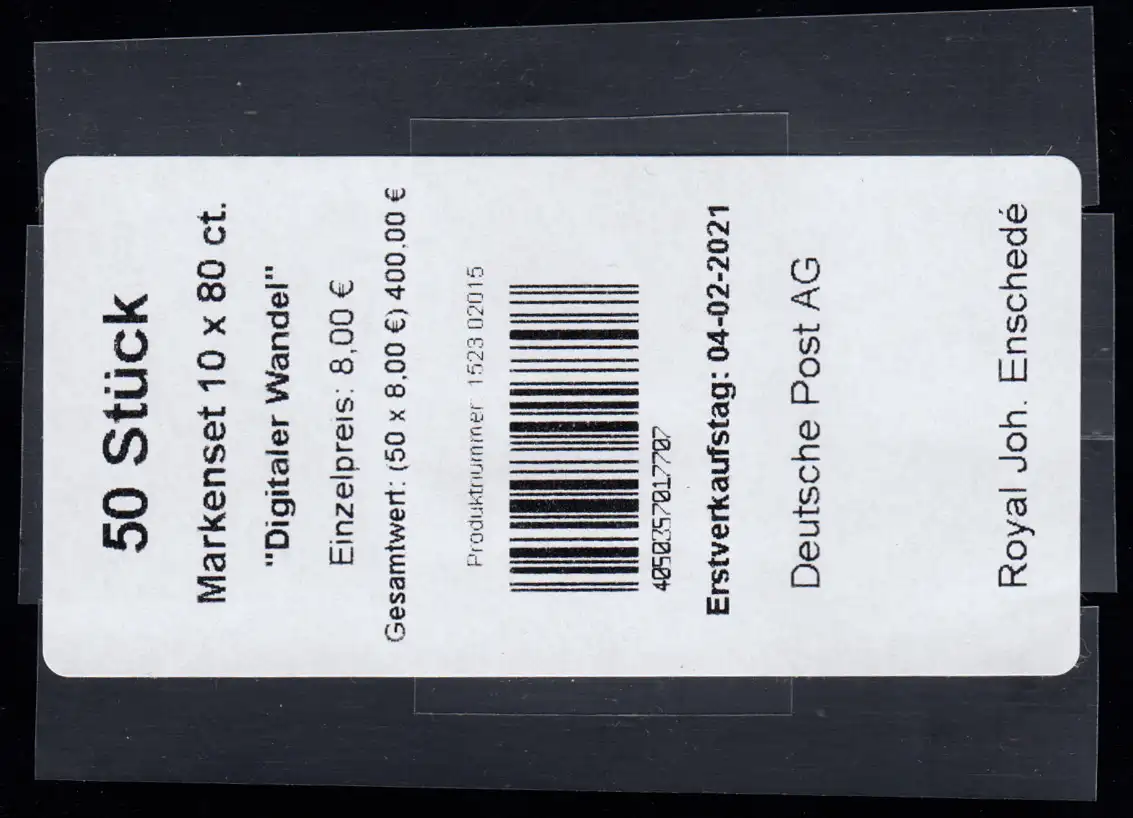 50 Stück
Markenset 10 x 80 ct.
"Digitaler Wandel"
Einzelpreis: 8,00 €
Gesamtwert: (50 x 8,00 €) 400,00 €
Produktnummer 1523 02015
4050357017707
Erstverkaufstag: 04-02-2021
Deutsche Post AG
Royal Joh. Enschedé